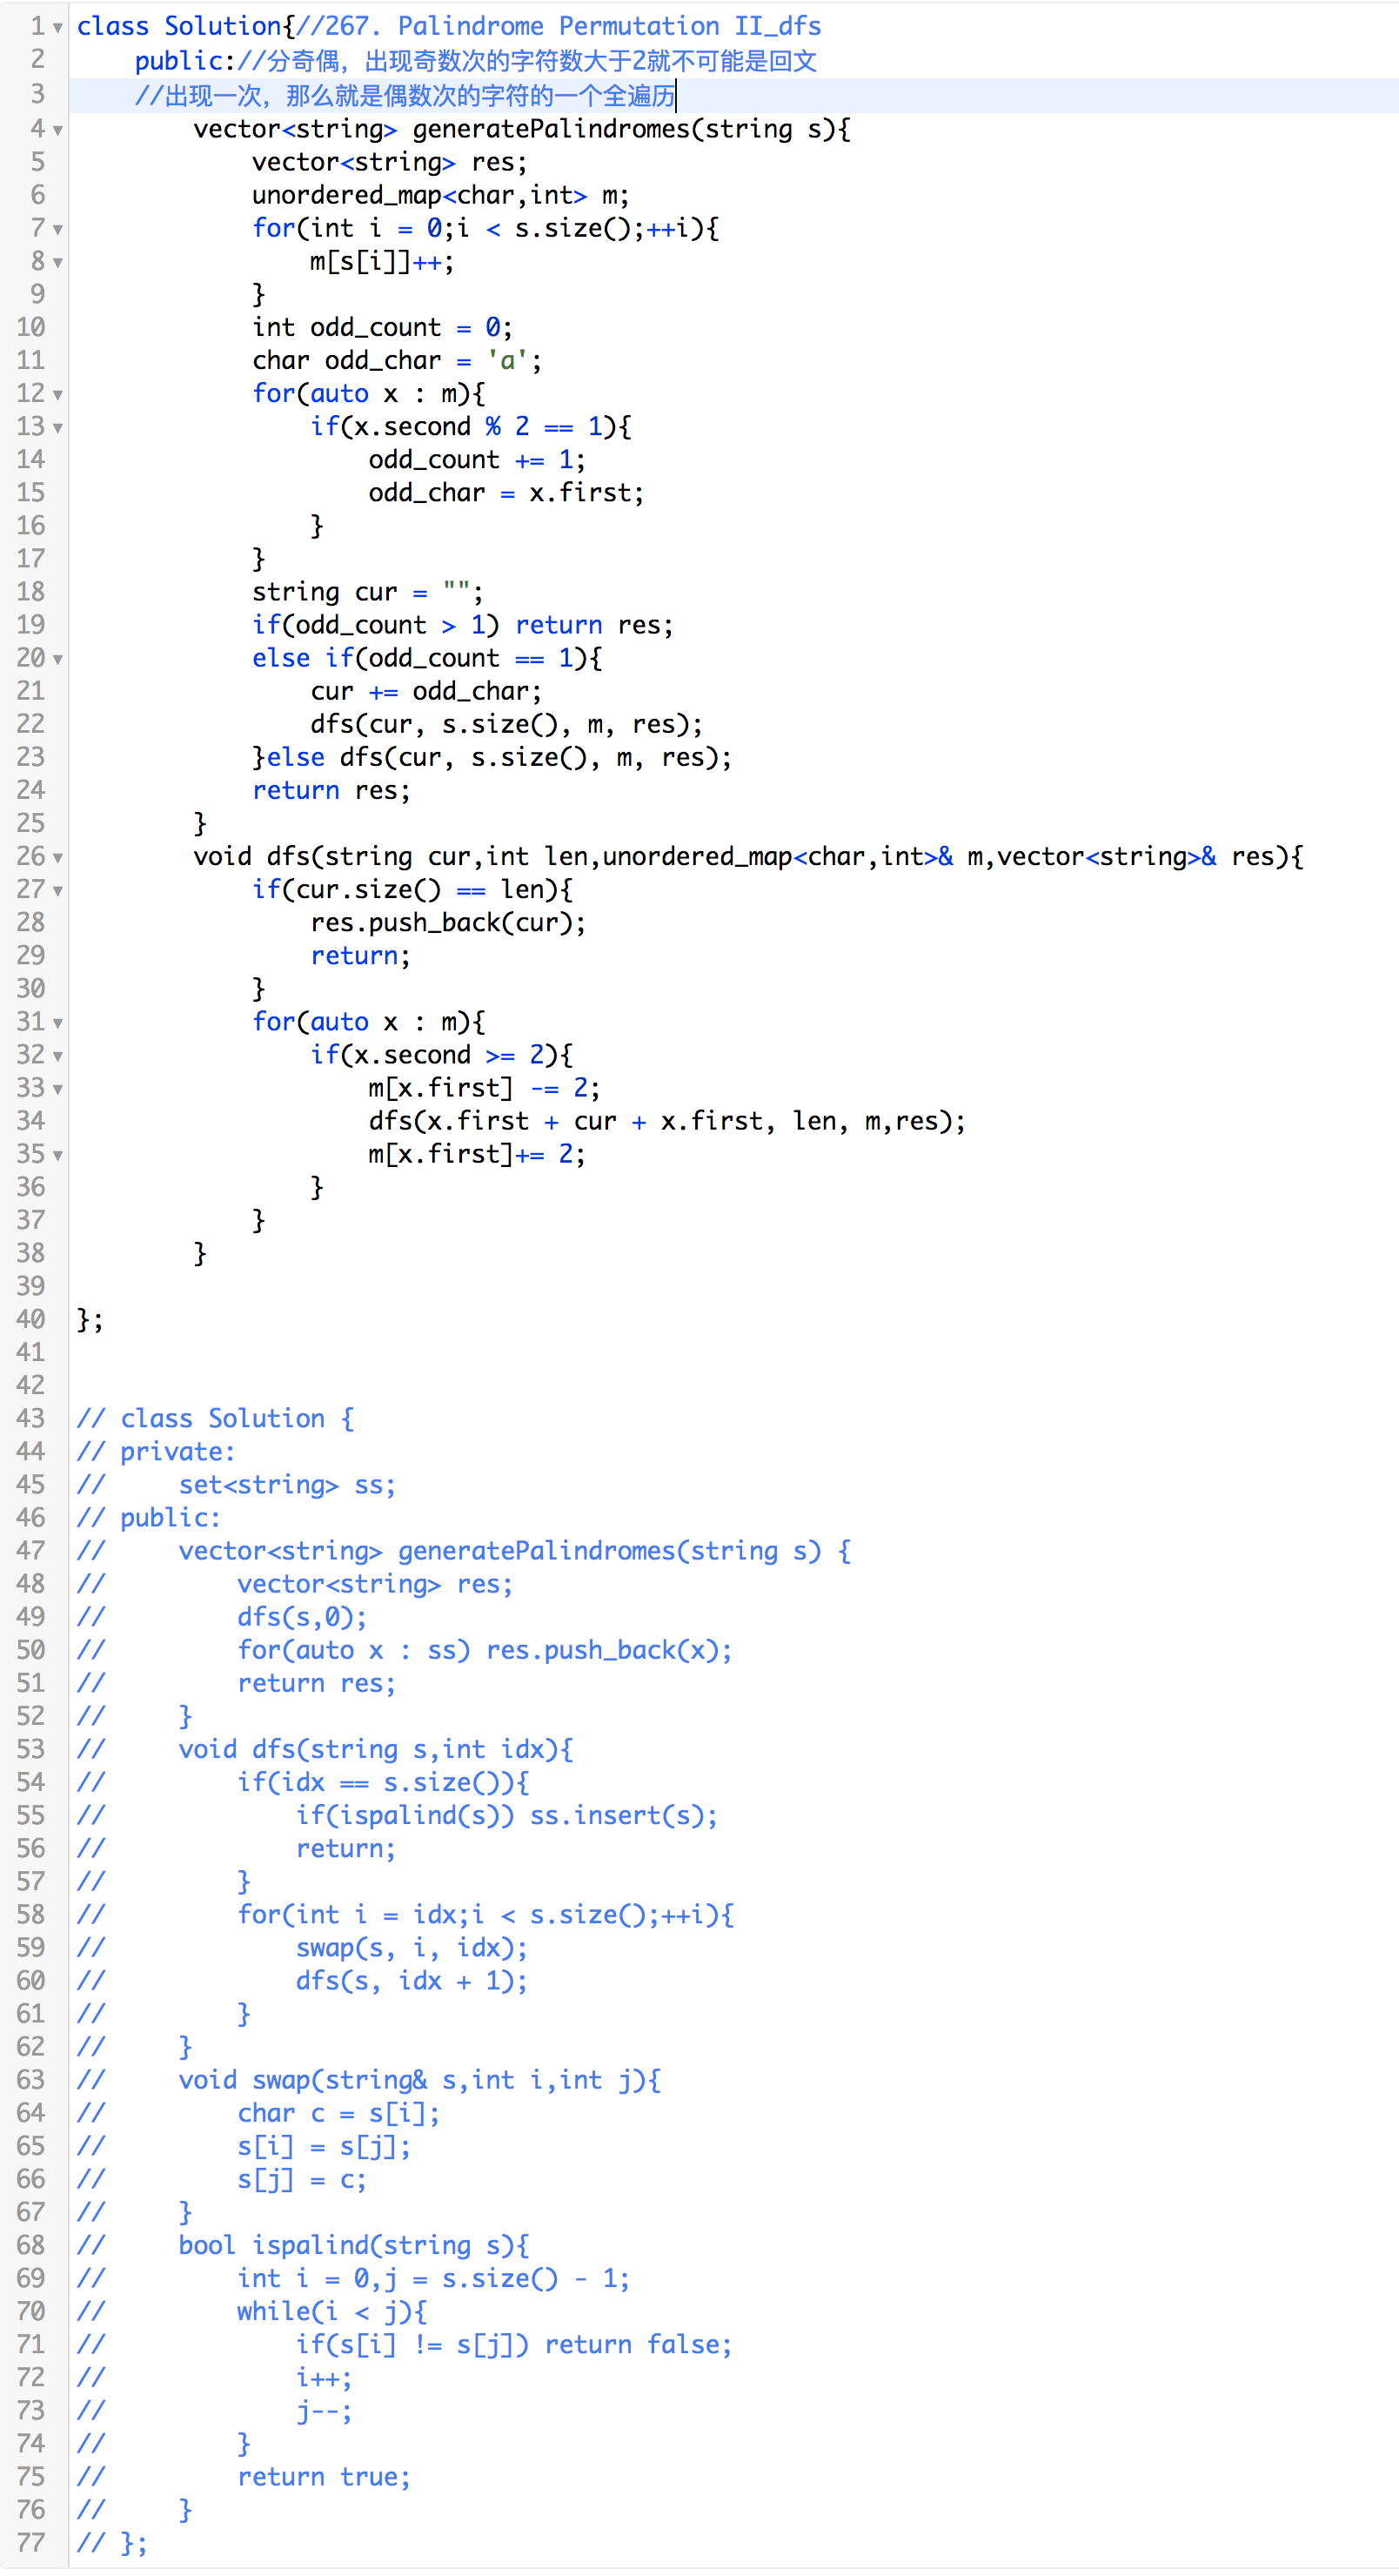 1 class Solution{//267. Palindrome Permutation II_dfs
2     public://分奇偶，出现奇数次的字符数大于2就不可能是回文
3     //出现一次，那么就是偶数次的字符的一个全遍历
4         vector<string> generatePalindromes(string s){
5             vector<string> res;
6             unordered_map<char,int> m;
7             for(int i = 0;i < s.size();++i){
8                 m[s[i]]++;
9             }
10             int odd_count = 0;
11             char odd_char = 'a';
12             for(auto x : m){
13                 if(x.second % 2 == 1){
14                     odd_count += 1;
15                     odd_char = x.first;
16                 }
17             }
18             string cur = "";
19             if(odd_count > 1) return res;
20             else if(odd_count == 1){
21                 cur += odd_char;
22                 dfs(cur, s.size(), m, res);
23             }else dfs(cur, s.size(), m, res);
24             return res;
25         }
26         void dfs(string cur,int len,unordered_map<char,int>& m,vector<string>& res){
27             if(cur.size() == len){
28                 res.push_back(cur);
29                 return;
30             }
31             for(auto x : m){
32                 if(x.second >= 2){
33                     m[x.first] -= 2;
34                     dfs(x.first + cur + x.first, len, m,res);
35                     m[x.first]+= 2;
36                 }
37             }
38         }
39
40 };
41
42
43 // class Solution {
44 // private:
45 //     set<string> ss;
46 // public:
47 //     vector<string> generatePalindromes(string s) {
48 //         vector<string> res;
49 //         dfs(s,0);
50 //         for(auto x : ss) res.push_back(x);
51 //         return res;
52 //     }
53 //     void dfs(string s,int idx){
54 //         if(idx == s.size()){
55 //             if(ispalind(s)) ss.insert(s);
56 //             return;
57 //         }
58 //         for(int i = idx;i < s.size();++i){
59 //             swap(s, i, idx);
60 //             dfs(s, idx + 1);
61 //         }
62 //     }
63 //     void swap(string& s,int i,int j){
64 //         char c = s[i];
65 //         s[i] = s[j];
66 //         s[j] = c;
67 //     }
68 //     bool ispalind(string s){
69 //         int i = 0,j = s.size() - 1;
70 //         while(i < j){
71 //             if(s[i] != s[j]) return false;
72 //             i++;
73 //             j--;
74 //         }
75 //         return true;
76 //     }
77 // };